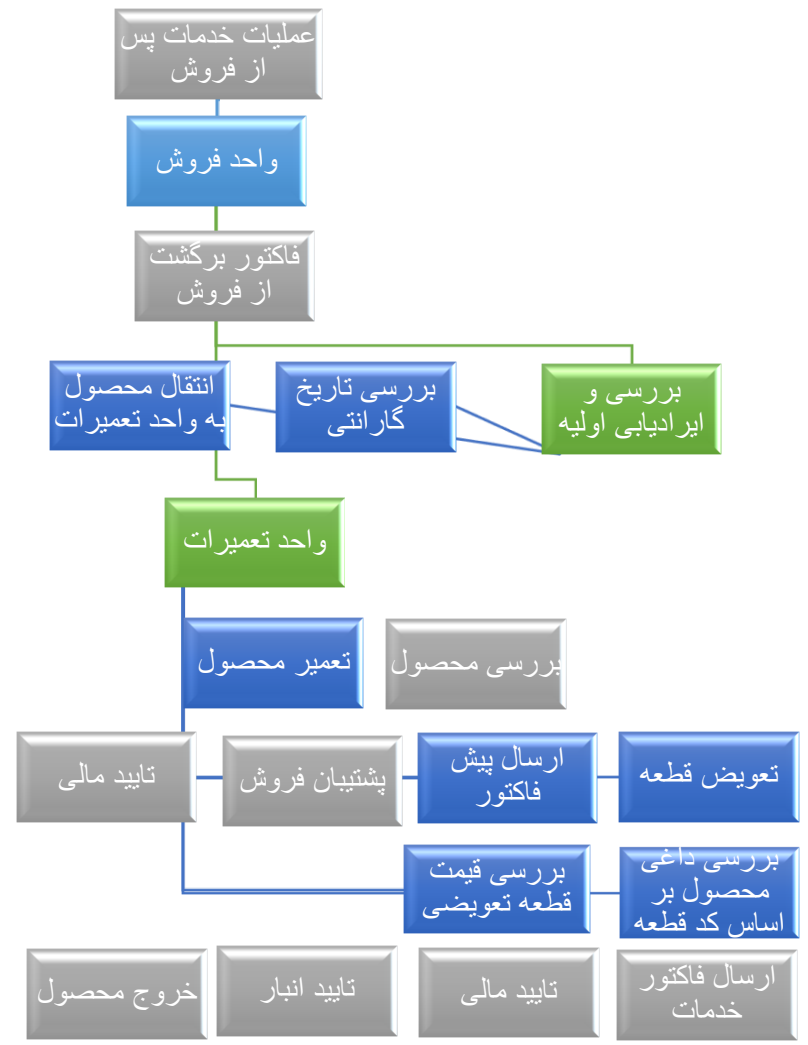 عملیات خدمات پس
از فروش
واحد فروش
فاکتور برگشت
از فروش
بررسی و
ایرادیابی اولیه
بررسی تاریخ
گارانتی
انتقال محصول
به واحد تعمیرات
واحد تعمیرات
بررسی محصول
تعمیر محصول
تعویض قطعه
ارسال پیش
فاکتور
پشتیبان فروش
تایید مالی
بررسی داغی
محصول بر
اساس کد قطعه
بررسی قیمت
قطعه تعویضی
ارسال فاکتور
خدمات
تایید مالی
تایید انبار
خروج محصول